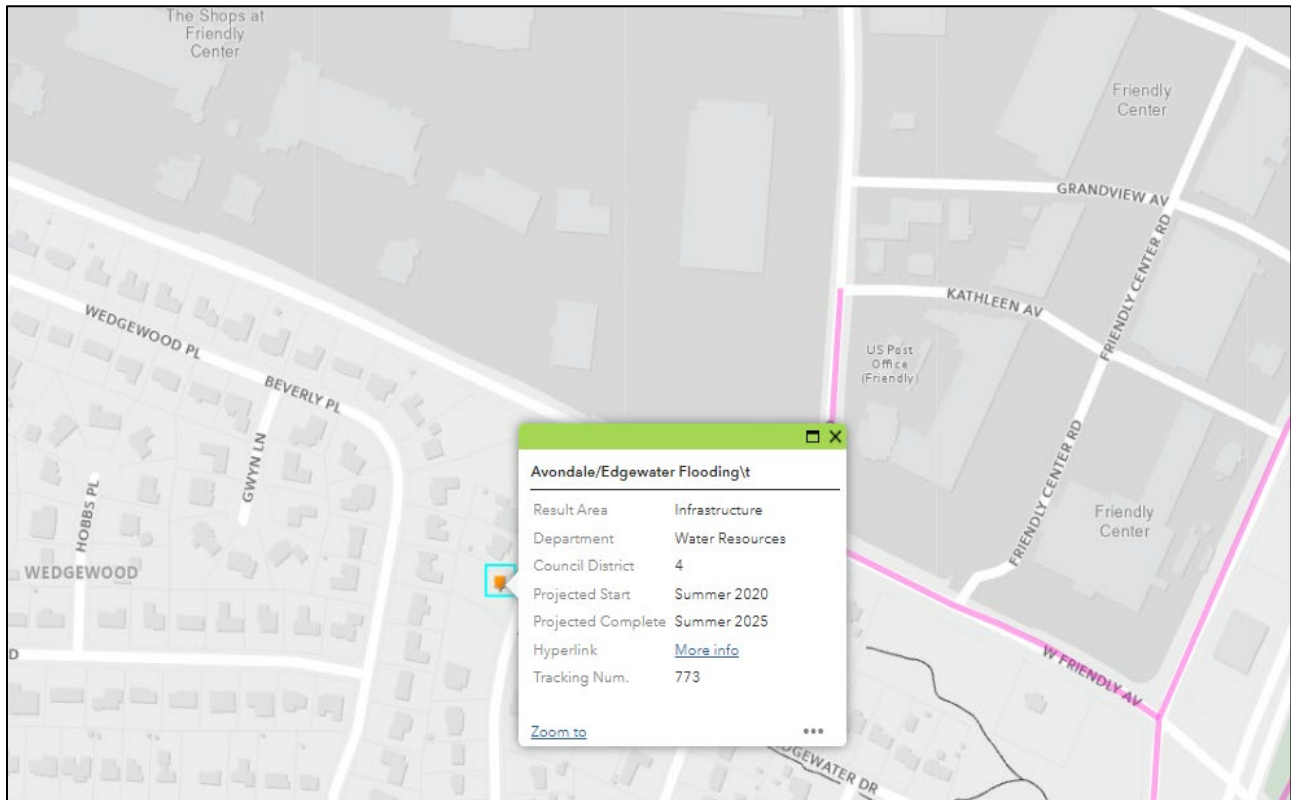 The Shops at
Friendly
Center
Friendly
Center
GRANDVIEW AV
KATHLEEN AV
FRIENDLY CENTER RD
US Post
Office
(Friendly)
WEDGEWOOD PL
BEVERLY PL
GWYN LN
HOBBS PL
WEDGEWOOD
D
FRIENDLY CENTER RD
Friendly
Center
W FRIENDLY AV
Avondale/Edgewater Flooding\t
Result Area Infrastructure
Department Water Resources
Council District 4
Projected Start Summer 2020
Projected Complete Summer 2025
Hyperlink More info
Tracking Num. 773
Zoom to
DGEWATER DR